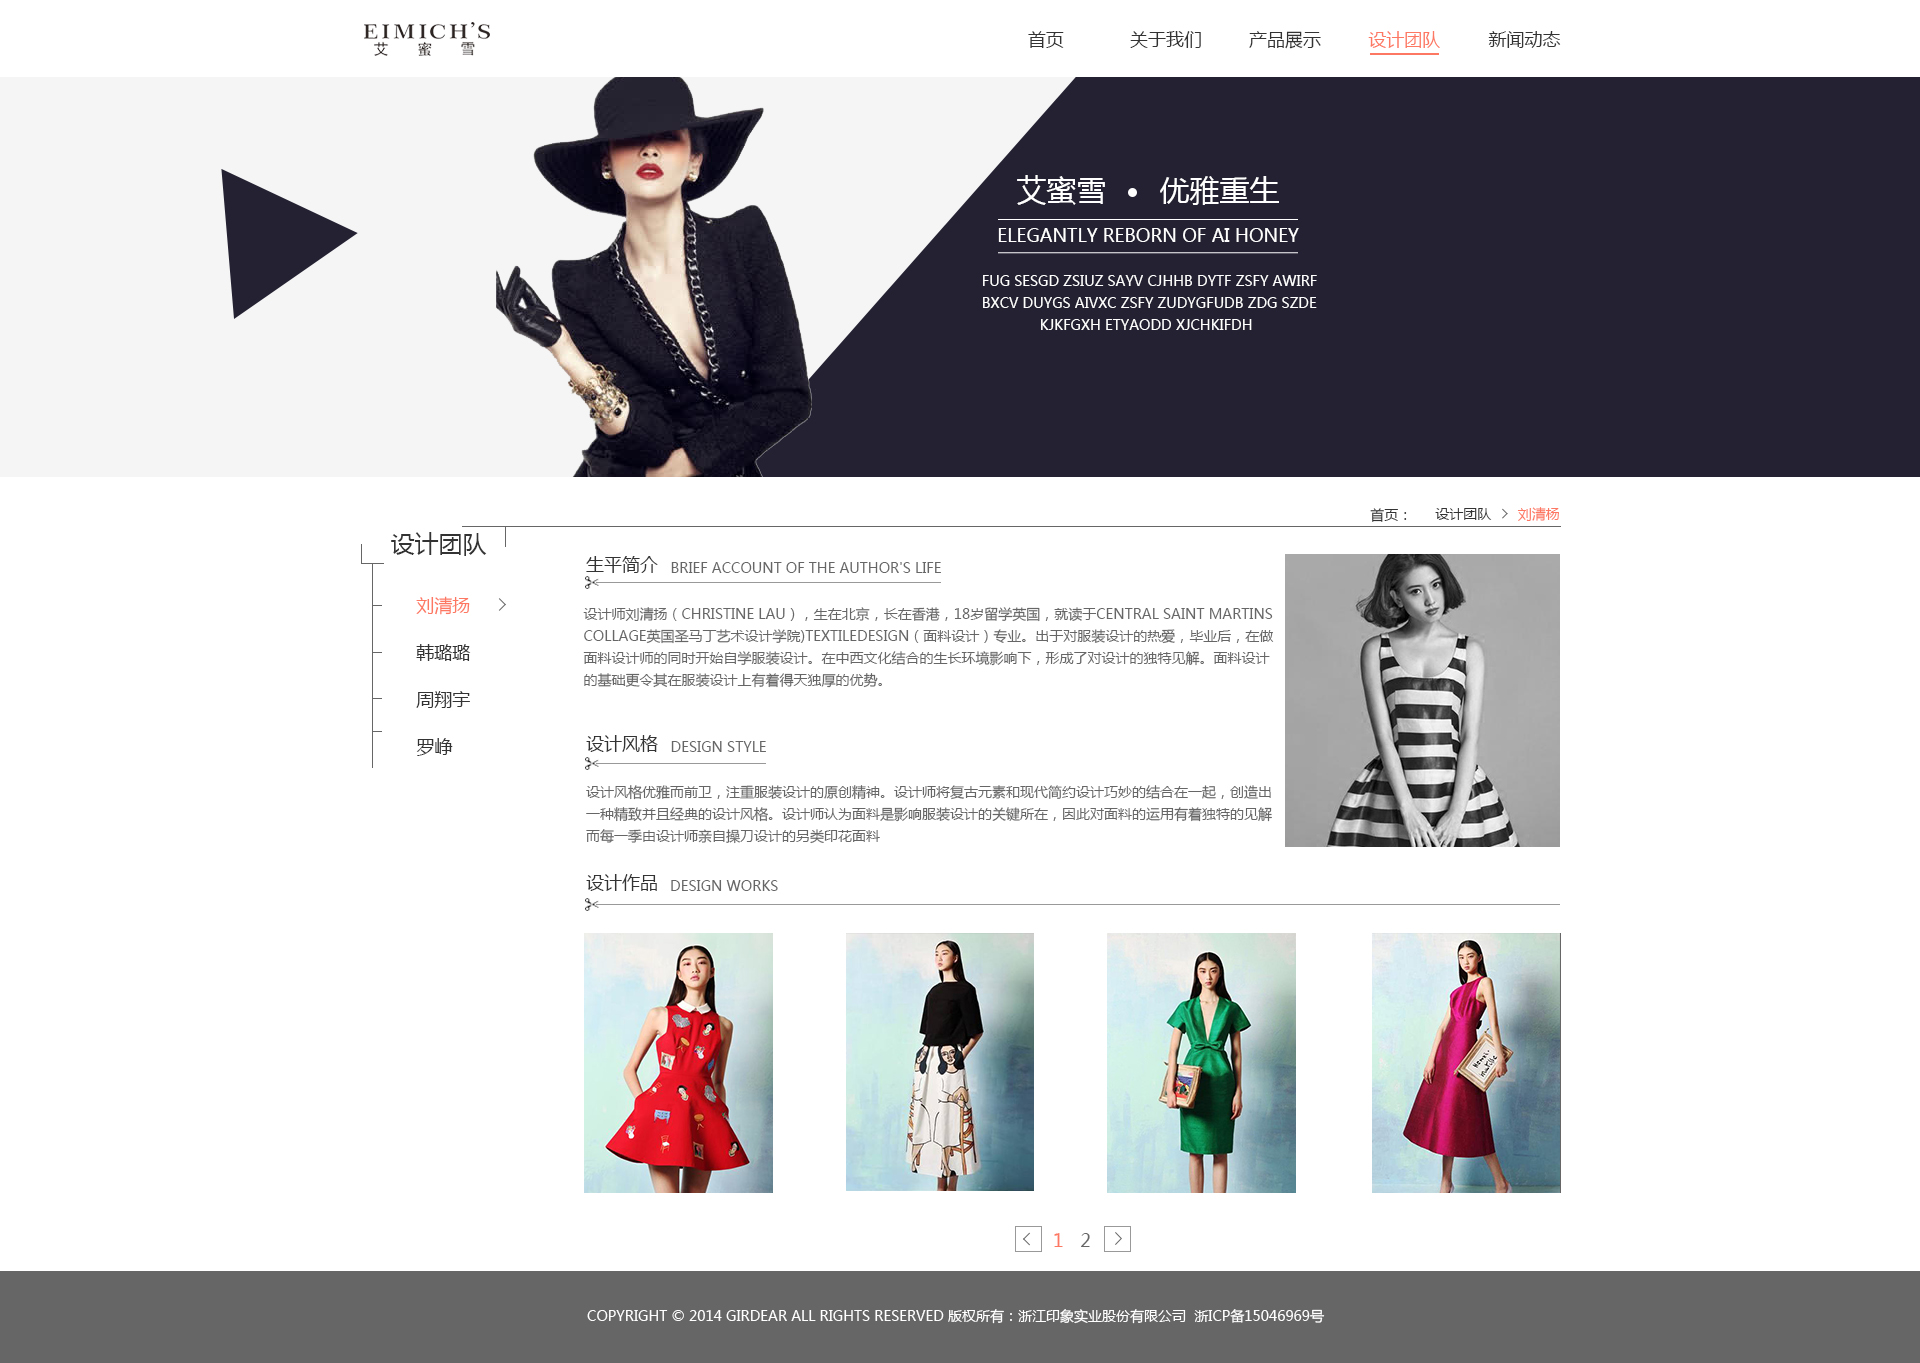 EIMICH'S
艾蜜雪
首页 关于我们 产品展示 设计团队 新闻动态
艾蜜雪 • 优雅重生
ELEGANTLY REBORN OF AI HONEY
FUG SESGD ZSIUZ SAYV CJHHB DYTF ZSFY AWIRF
BXCV DUYGS AIVXC ZSFY ZUDYGFUDB ZDG SZDE
KJKFGXH ETYAODD XJCHKIFDH
首页： 设计团队 > 刘清杨
设计团队
刘清扬 >
韩璐璐
周翔宇
罗峥
生平简介 BRIEF ACCOUNT OF THE AUTHOR'S LIFE
设计师刘清扬（CHRISTINE LAU），生在北京，长在香港，18岁留学英国，就读于CENTRAL SAINT MARTINS
COLLAGE英国圣马丁艺术设计学院)TEXTILEDESIGN（面料设计）专业。出于对服装设计的热爱，毕业后，在做
面料设计师的同时开始自学服装设计。在中西文化结合的生长环境影响下，形成了对设计的独特见解。面料设计
的基础更令其在服装设计上有着得天独厚的优势。
设计风格 DESIGN STYLE
设计风格优雅而前卫，注重服装设计的原创精神。设计师将复古元素和现代简约设计巧妙的结合在一起，创造出
一种精致并且经典的设计风格。设计师认为面料是影响服装设计的关键所在，因此对面料的运用有着独特的见解
而每一季由设计师亲自操刀设计的另类印花面料
设计作品 DESIGN WORKS
< 1 2 >
COPYRIGHT © 2014 GIRDEAR ALL RIGHTS RESERVED 版权所有：浙江印象实业股份有限公司 浙ICP备15046969号